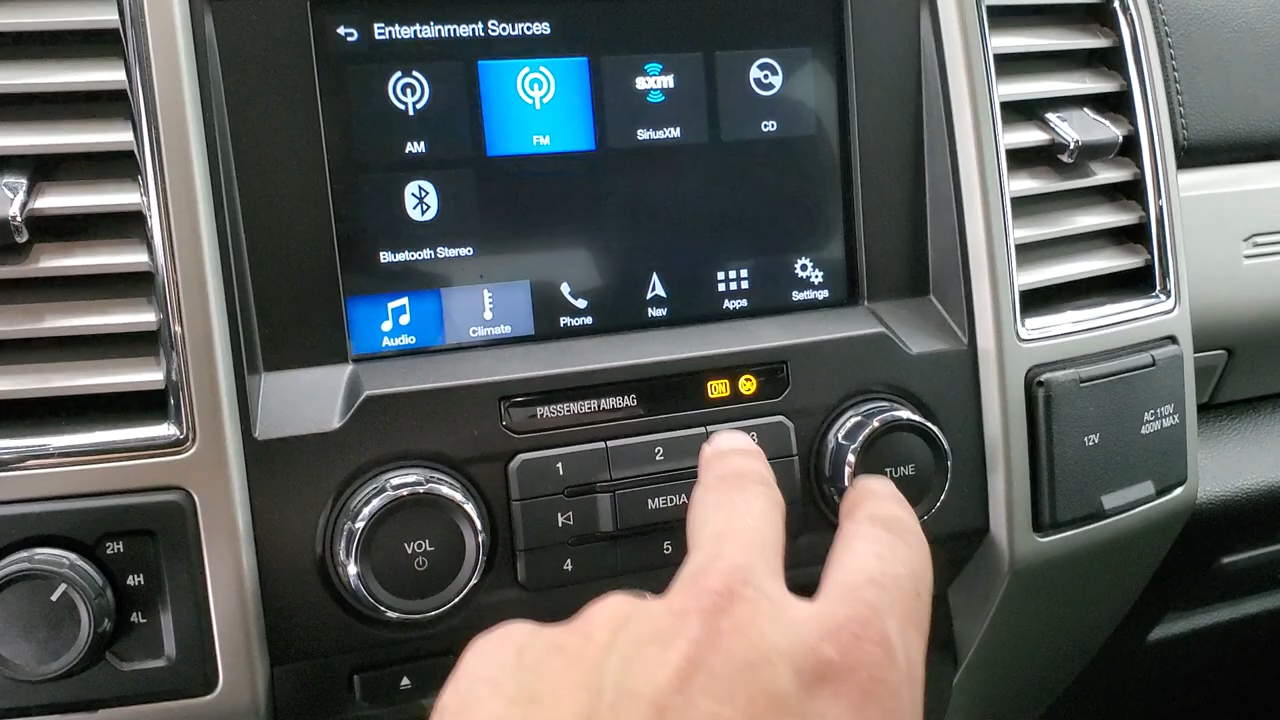 Entertainment Sources
AM
FM
sxm
SiriusXM
CD
Bluetooth Stereo
Audio
Climate
Phone
Nav
Apps
Settings
PASSENGER AIRBAG
ON
1
2
3
MEDIA
4
5
VOL
TUNE
2H
4H
4L
12V
AC 110V
400W MAX